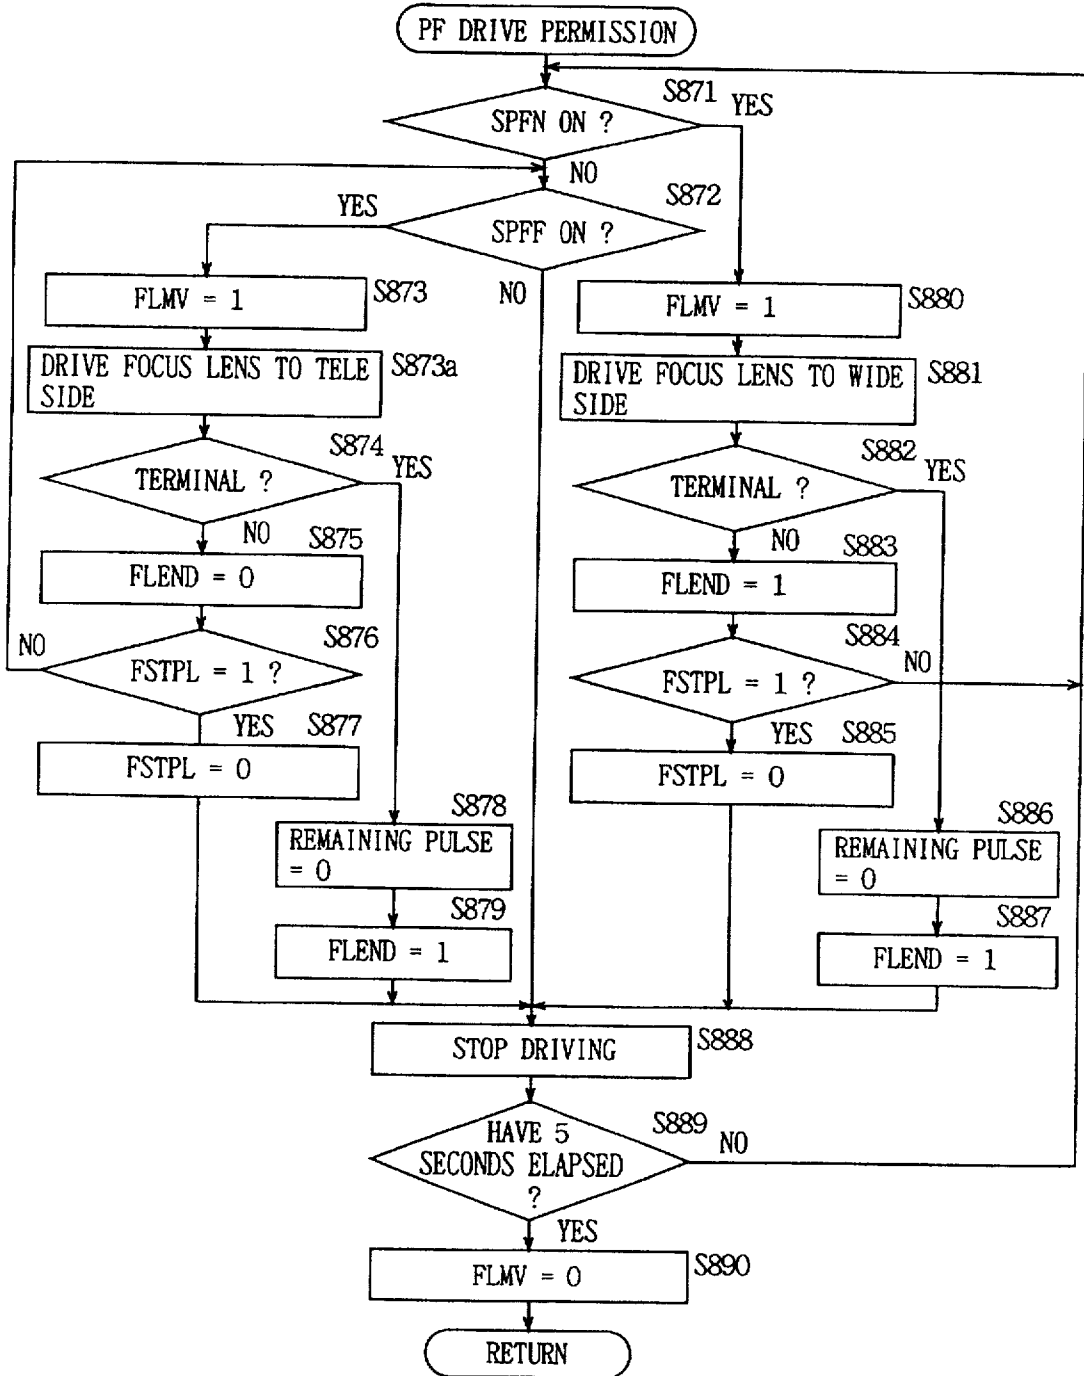 PF DRIVE PERMISSION
S871
YES
SPFN ON ?
NO
S872
YES
SPFF ON ?
NO
S873
FLMV = 1
S880
FLMV = 1
DRIVE FOCUS LENS TO TELE
SIDE
S873a
DRIVE FOCUS LENS TO WIDE
SIDE
S881
S874
TERMINAL ?
YES
S882
TERMINAL ?
YES
NO
S875
NO
S883
FLEND = 0
FLEND = 1
S876
NO
FSTPL = 1 ?
S884
NO
FSTPL = 1 ?
YES
S877
YES
S885
FSTPL = 0
FSTPL = 0
S878
REMAINING PULSE
= 0
S886
REMAINING PULSE
= 0
S879
FLEND = 1
S887
FLEND = 1
STOP DRIVING
S888
S889
HAVE 5
SECONDS ELAPSED
?
NO
YES
S890
FLMV = 0
RETURN